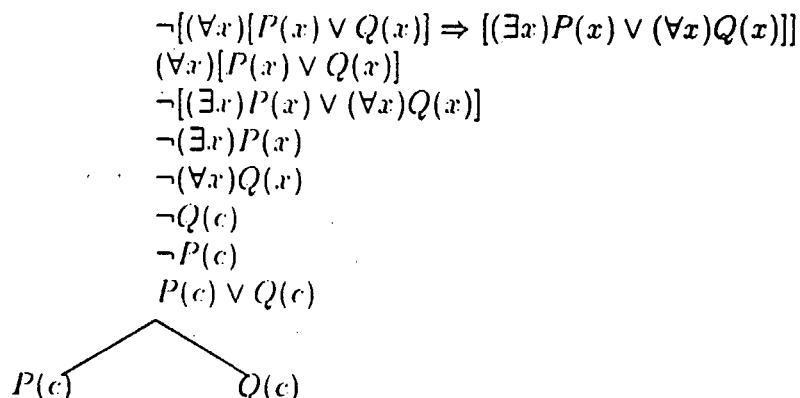 ¬[(∀x)[P(x) ∨ Q(x)] ⇒ [(∃x)P(x) ∨ (∀x)Q(x)]]
(∀x)[P(x) ∨ Q(x)]
¬[(∃x)P(x) ∨ (∀x)Q(x)]
¬(∃x)P(x)
¬(∀x)Q(x)
¬Q(c)
¬P(c)
P(c) ∨ Q(c)
P(c) Q(c)